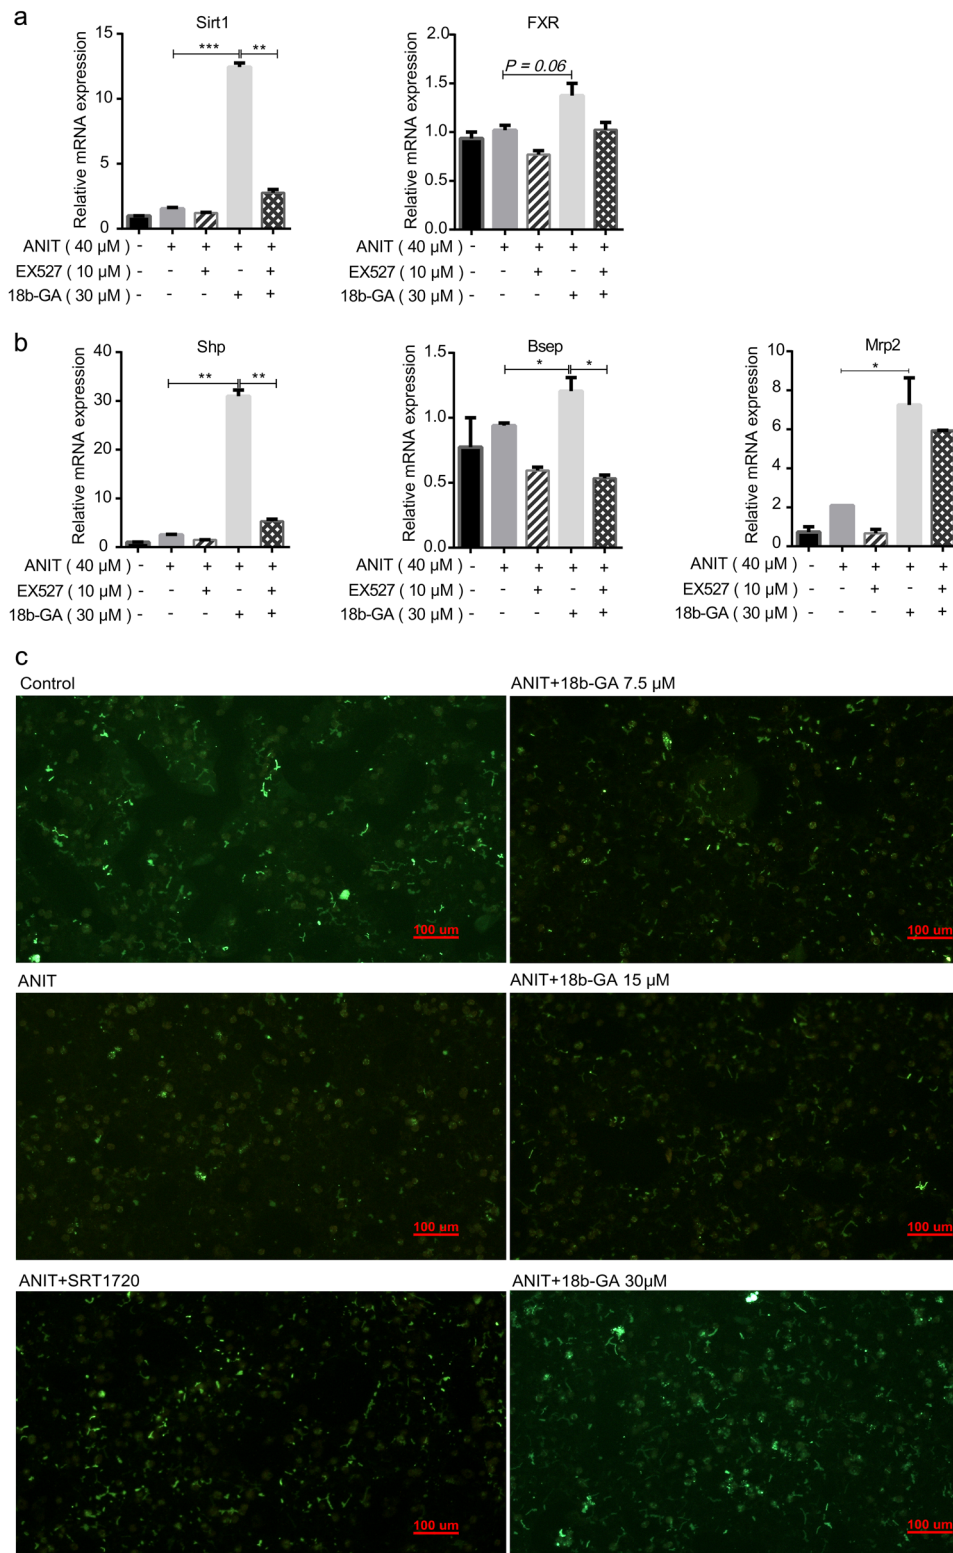 a
Sirt1
Relative mRNA expression
15
10
5
0
***
**
ANIT ( 40 μM ) - + + + +
EX527 ( 10 μM ) - - + - +
18b-GA ( 30 μM ) - - - + +
FXR
Relative mRNA expression
2.0
1.5
1.0
0.5
0.0
P = 0.06
ANIT ( 40 μM ) - + + + +
EX527 ( 10 μM ) - - + - +
18b-GA ( 30 μM ) - - - + +
b
Shp
Relative mRNA expression
40
30
20
10
0
**
**
ANIT ( 40 μM ) - + + + +
EX527 ( 10 μM ) - - + - +
18b-GA ( 30 μM ) - - - + +
Bsep
Relative mRNA expression
1.5
1.0
0.5
0.0
*
*
ANIT ( 40 μM ) - + + + +
EX527 ( 10 μM ) - - + - +
18b-GA ( 30 μM ) - - - + +
Mrp2
Relative mRNA expression
10
8
6
4
2
0
*
ANIT ( 40 μM ) - + + + +
EX527 ( 10 μM ) - - + - +
18b-GA ( 30 μM ) - - - + +
c
Control
100 um
ANIT+18b-GA 7.5 μM
100 um
ANIT
100 um
ANIT+18b-GA 15 μM
100 um
ANIT+SRT1720
100 um
ANIT+18b-GA 30μM
100 um